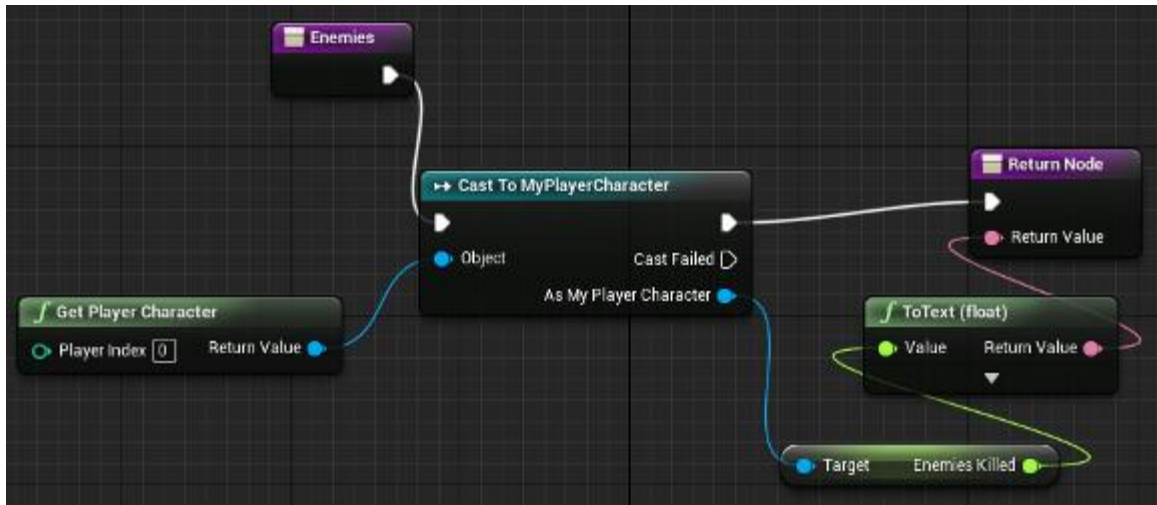 Enemies
Cast To MyPlayerCharacter
Object
Cast Failed
As My Player Character
Get Player Character
Player Index 0
Return Value
Return Node
Return Value
ToText (float)
Value
Return Value
Target
Enemies Killed